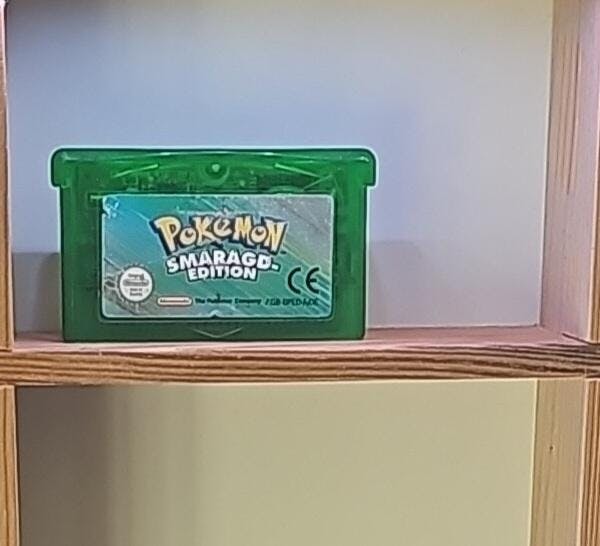 POKéMON
SMARAGD-
EDITION
CE
Nintendo The Pokémon Company